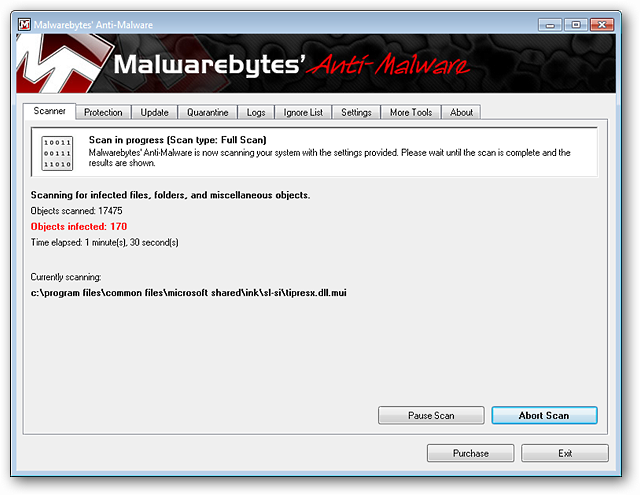 Malwarebytes' Anti-Malware
Malwarebytes' Anti-Malware
Scanner Protection Update Quarantine Logs Ignore List Settings More Tools About
10011
00111
11010
Scan in progress (Scan type: Full Scan)
Malwarebytes' Anti-Malware is now scanning your system with the settings provided. Please wait until the scan is complete and the
results are shown.
Scanning for infected files, folders, and miscellaneous objects.
Objects scanned: 17475
Objects infected: 170
Time elapsed: 1 minute(s), 30 second(s)
Currently scanning:
c:\program files\common files\microsoft shared\ink\sl-si\tipresx.dll.mui
Pause Scan Abort Scan
Purchase Exit